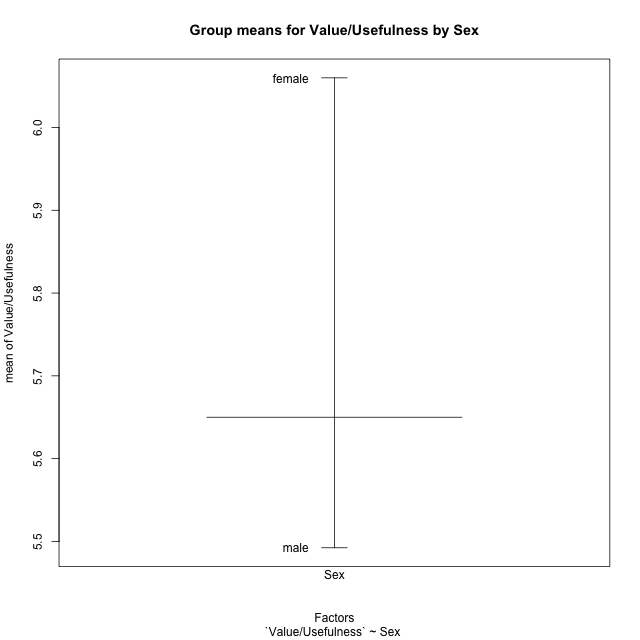 Group means for Value/Usefulness by Sex
female
6.0
5.9
5.8
5.7
5.6
5.5
mean of Value/Usefulness
male
Sex
Factors
`Value/Usefulness` ~ Sex